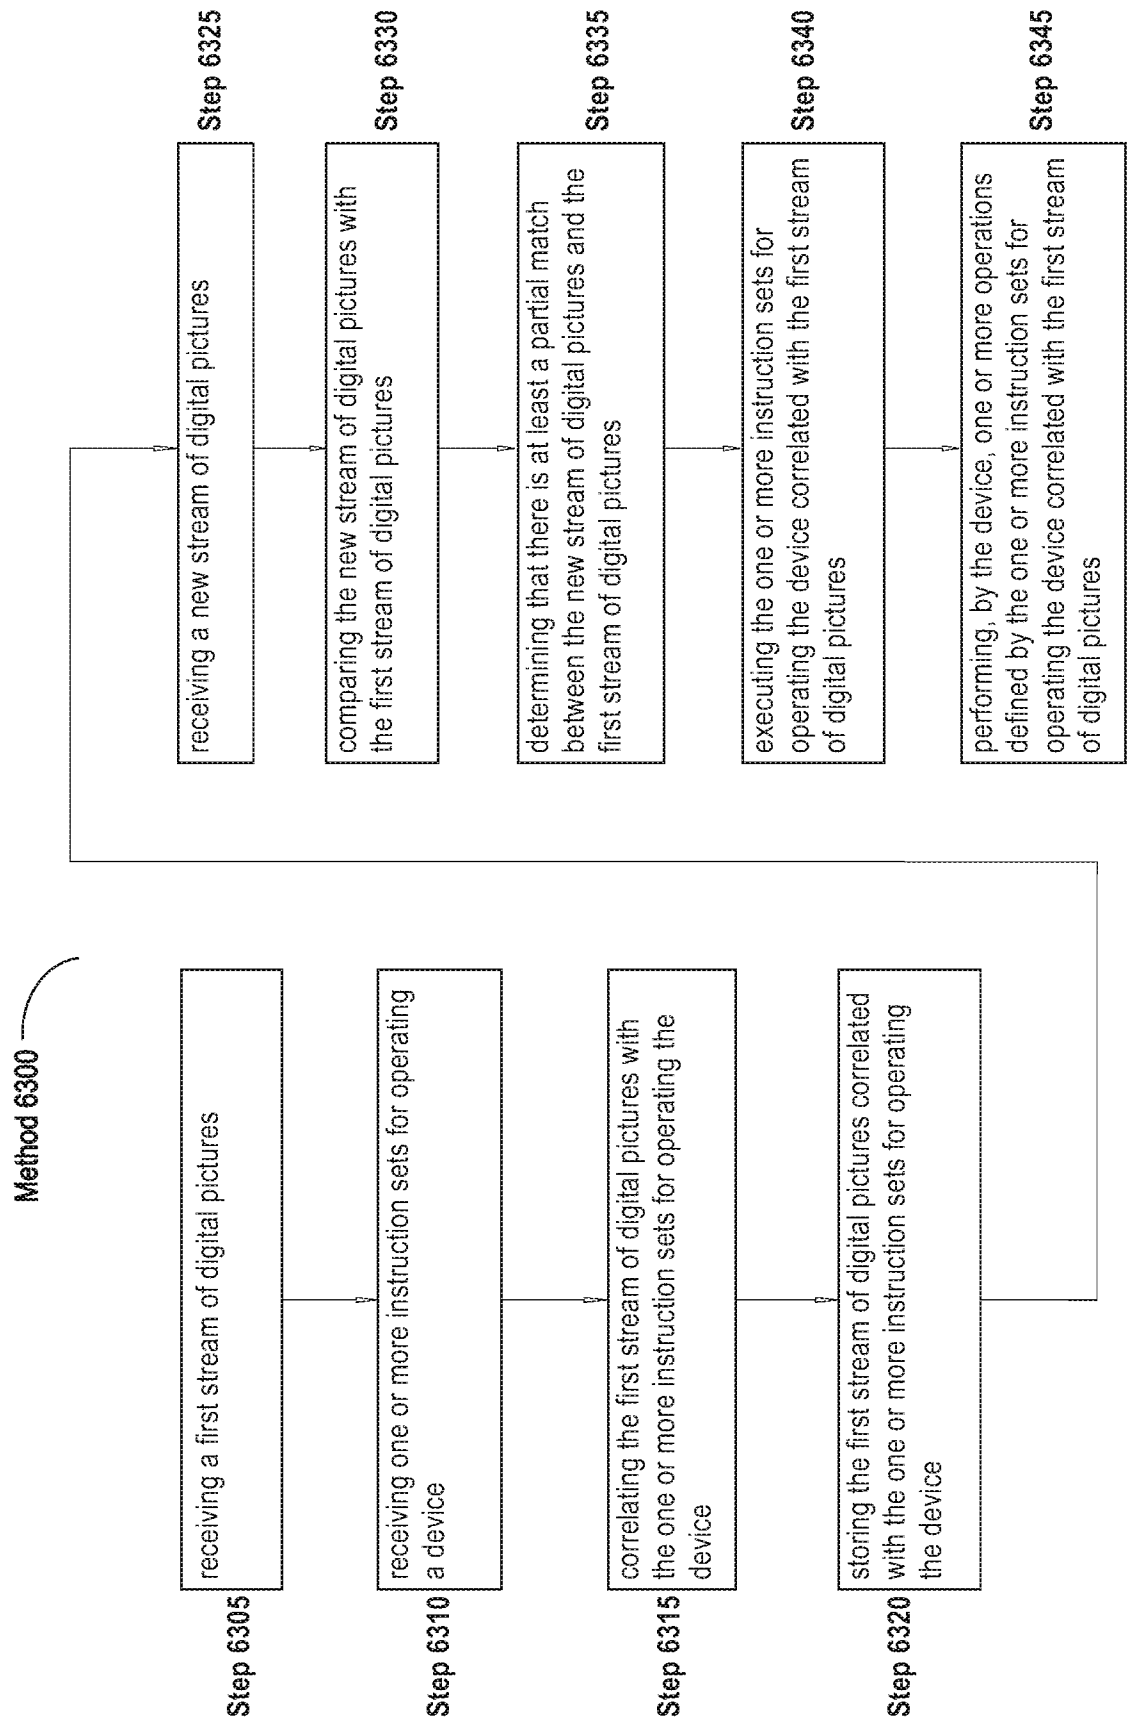 Method 6300
Step 6305
receiving a first stream of digital pictures
Step 6310
receiving one or more instruction sets for operating
a device
Step 6315
correlating the first stream of digital pictures with
the one or more instruction sets for operating the
device
Step 6320
storing the first stream of digital pictures correlated
with the one or more instruction sets for operating
the device
receiving a new stream of digital pictures
Step 6325
comparing the new stream of digital pictures with
the first stream of digital pictures
Step 6330
determining that there is at least a partial match
between the new stream of digital pictures and the
first stream of digital pictures
Step 6335
executing the one or more instruction sets for
operating the device correlated with the first stream
of digital pictures
Step 6340
performing, by the device, one or more operations
defined by the one or more instruction sets for
operating the device correlated with the first stream
of digital pictures
Step 6345